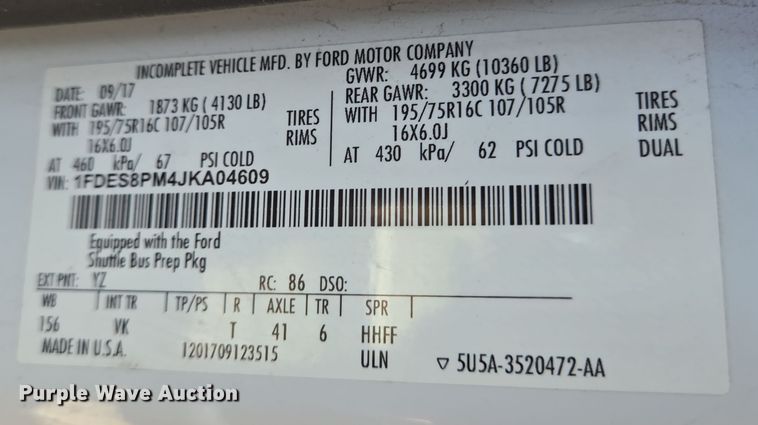 INCOMPLETE VEHICLE MFD. BY FORD MOTOR COMPANY
DATE: 09/17
FRONT GAWR: 1873 KG (4130 LB)
WITH 195/75R16C 107/105R TIRES
16X6.0J RIMS
AT 460 kPa/ 67 PSI COLD
GVWR: 4699 KG (10360 LB)
REAR GAWR: 3300 KG (7275 LB)
WITH 195/75R16C 107/105R TIRES
16X6.0J RIMS
AT 430 kPa/ 62 PSI COLD DUAL
VIN: 1FDES8PM4JKA04609
Equipped with the Ford
Shuttle Bus Prep Pkg
EXT PNT: YZ RC: 86 DSO:
WB INT TR TP/PS R AXLE TR SPR
156 VK T 41 6 HHFF
MADE IN U.S.A. 1201709123515 ULN 5U5A-3520472-AA
Purple Wave Auction